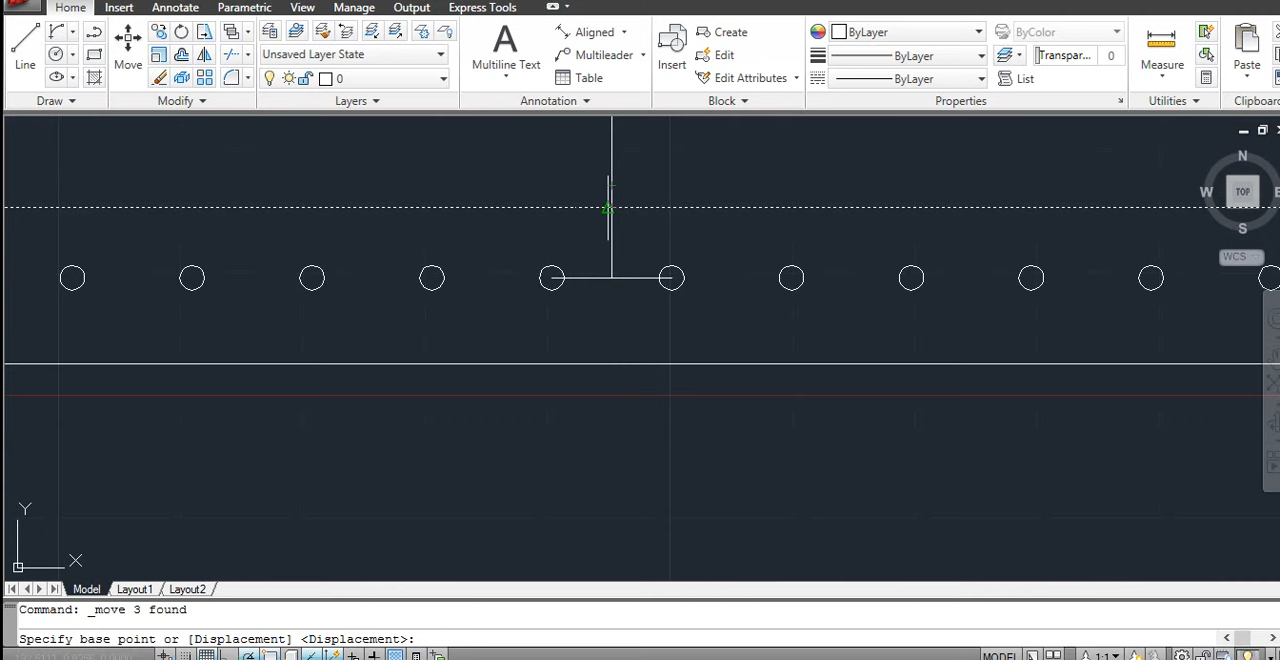 Home Insert Annotate Parametric View Manage Output Express Tools
Line
Move
Unsaved Layer State
0
Draw
Modify
Layers
A
Multiline Text
Aligned
Multileader
Table
Annotation
Insert
Create
Edit
Edit Attributes
Block
ByLayer
ByLayer
ByLayer
ByColor
Transpar... 0
List
Properties
Measure
Utilities
Paste
Clipboard
N
W TOP E
S
WCS
Y
X
Model Layout1 Layout2
Command: _move 3 found
Specify base point or [Displacement] <Displacement>:
MODEL 1:1